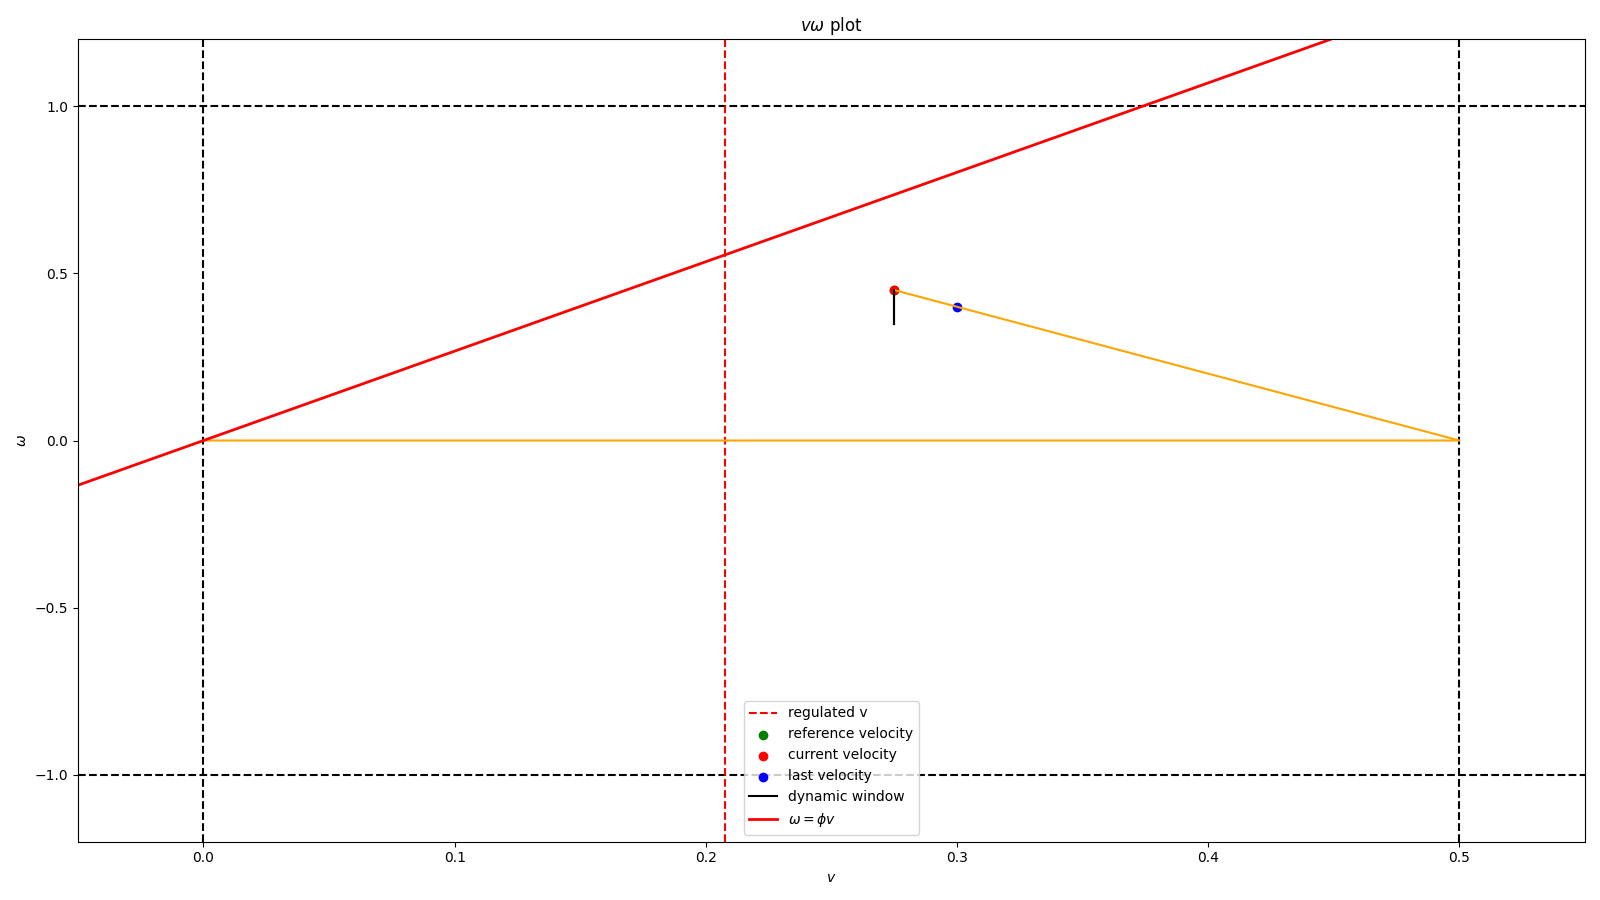 vω plot
ω
1.0
0.5
0.0
−0.5
−1.0
regulated v
reference velocity
current velocity
last velocity
dynamic window
ω = ϕv
0.0 0.1 0.2 0.3 0.4 0.5
v